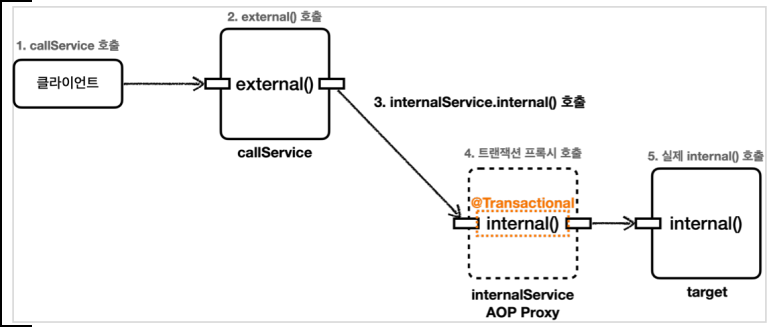 2. external() 호출
1. callService 호출
클라이언트
external()
3. internalService.internal() 호출
callService
4. 트랜잭션 프록시 호출
5. 실제 internal() 호출
@Transactional
internal()
internal()
internalService
AOP Proxy
target